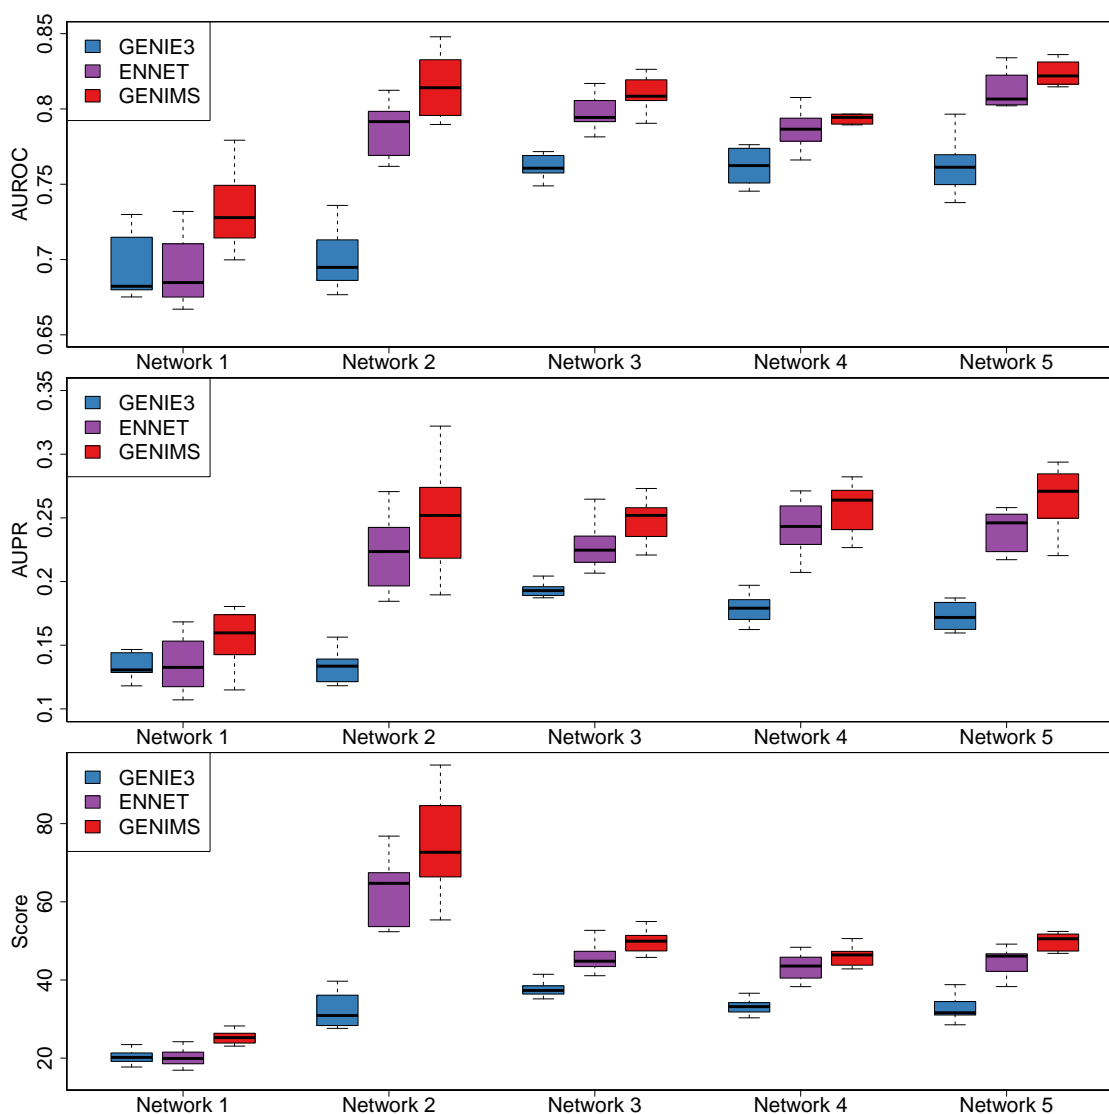 AUROC
0.85
0.8
0.75
0.7
0.65
GENIE3
ENNET
GENIMS
Network 1 Network 2 Network 3 Network 4 Network 5
AUPR
0.35
0.3
0.25
0.2
0.15
0.1
GENIE3
ENNET
GENIMS
Network 1 Network 2 Network 3 Network 4 Network 5
Score
80
60
40
20
GENIE3
ENNET
GENIMS
Network 1 Network 2 Network 3 Network 4 Network 5